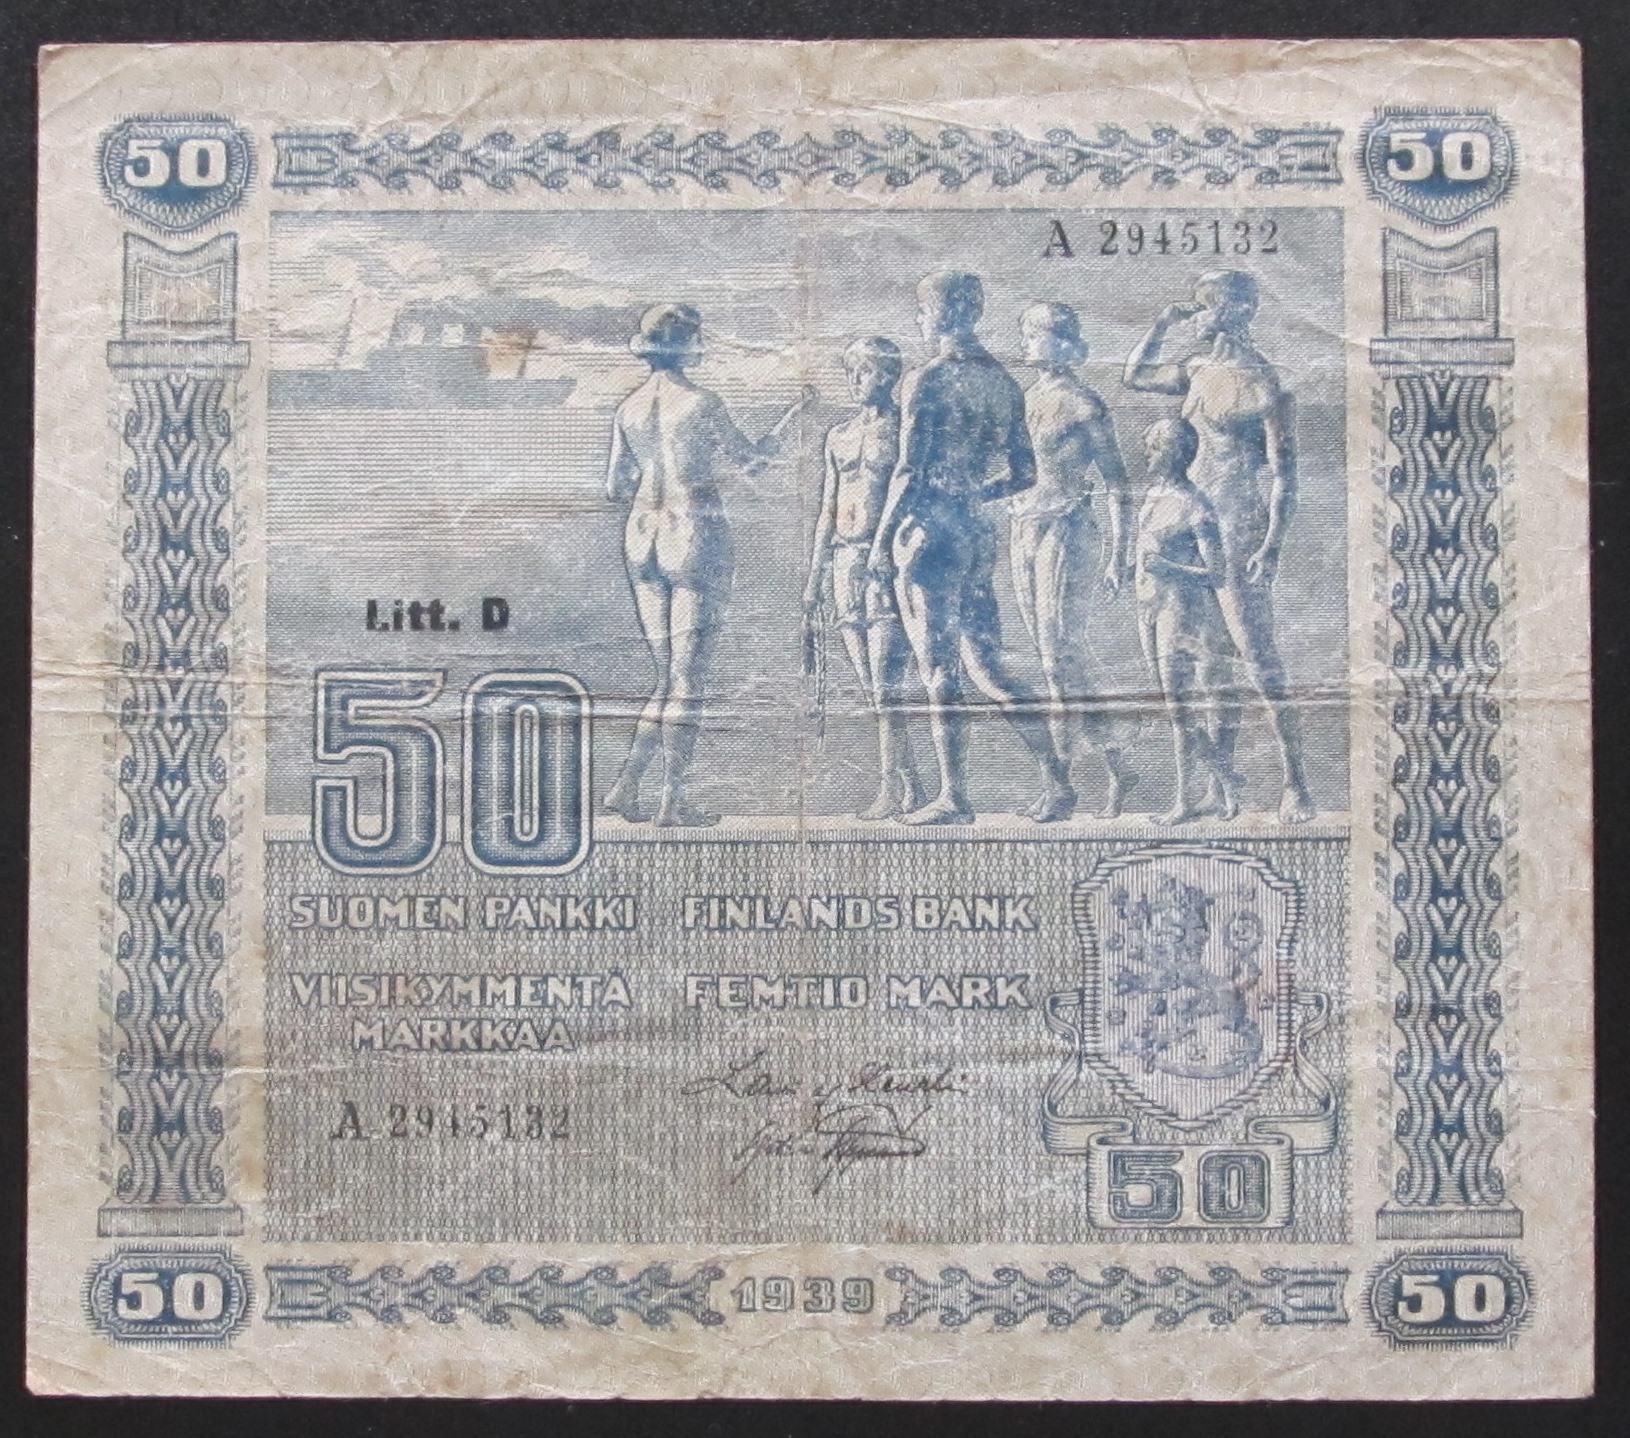 50 50
A 2945132
Litt. D
50
SUOMEN PANKKI FINLANDS BANK
VIISIKYMMENTÄ FEMTIO MARK
MARKKAA
A 2945132
50
50 1939 50